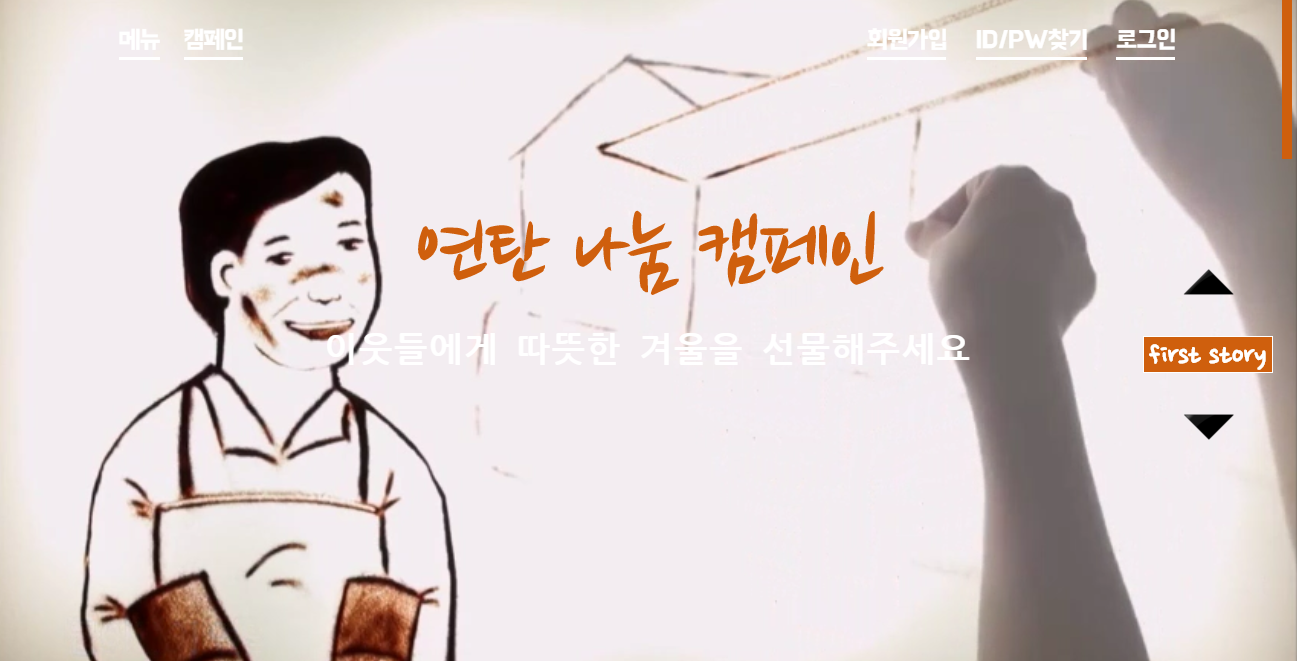 메뉴 캠페인 회원가입 ID/PW찾기 로그인
연탄 나눔 캠페인
이웃들에게 따뜻한 겨울을 선물해주세요
first story